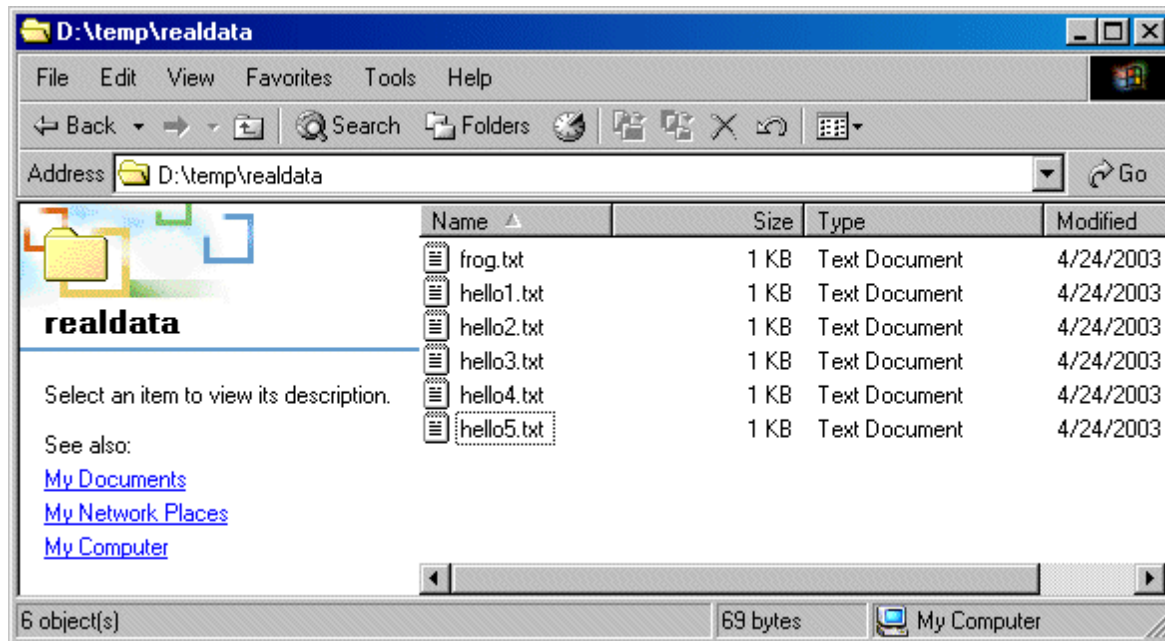 D:\temp\realdata
File Edit View Favorites Tools Help
Back Search Folders
Address D:\temp\realdata Go
realdata
Select an item to view its description.
See also:
My Documents
My Network Places
My Computer
Name Size Type Modified
frog.txt 1 KB Text Document 4/24/2003
hello1.txt 1 KB Text Document 4/24/2003
hello2.txt 1 KB Text Document 4/24/2003
hello3.txt 1 KB Text Document 4/24/2003
hello4.txt 1 KB Text Document 4/24/2003
hello5.txt 1 KB Text Document 4/24/2003
6 object(s) 69 bytes My Computer